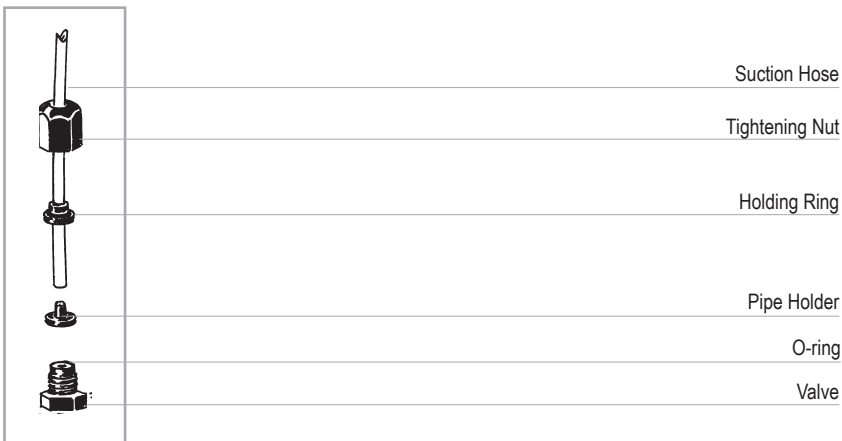 Suction Hose
Tightening Nut
Holding Ring
Pipe Holder
O-ring
Valve